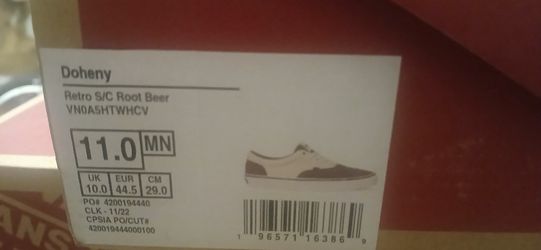 Doheny
Retro S/C Root Beer
VN0A5HTWHCV
11.0 MN
UK EUR CM
10.0 44.5 29.0
PO# 4200194440
CLK - 11/22
CPSIA PO/CUT#
420019444000100
1 96571 16386 9